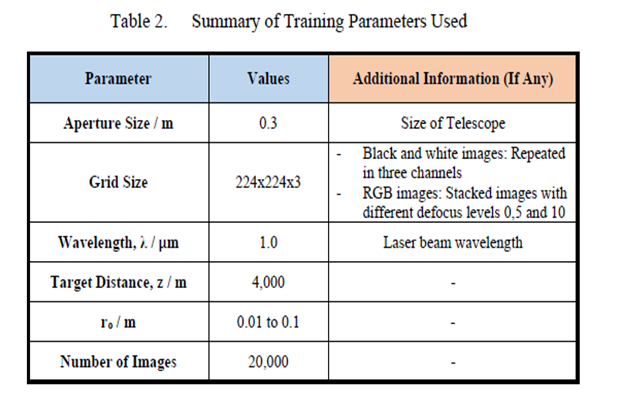 Table 2. Summary of Training Parameters Used
Parameter Values Additional Information (If Any)
Aperture Size / m 0.3 Size of Telescope
Grid Size 224x224x3
- Black and white images: Repeated
in three channels
- RGB images: Stacked images with
different defocus levels 0,5 and 10
Wavelength, λ / µm 1.0 Laser beam wavelength
Target Distance, z / m 4,000 -
r₀ / m 0.01 to 0.1 -
Number of Images 20,000 -